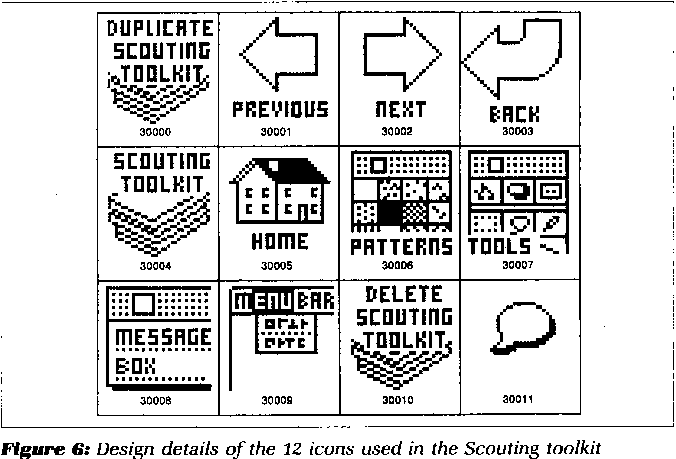 DUPLICATE
SCOUTING
TOOLKIT
30000
PREVIOUS
30001
NEXT
30002
BACK
30003
SCOUTING
TOOLKIT
30004
HOME
30005
PATTERNS
30006
TOOLS
30007
MESSAGE
BOX
30008
MENU BAR
30009
DELETE
SCOUTING
TOOLKIT
30010
30011
Figure 6: Design details of the 12 icons used in the Scouting toolkit